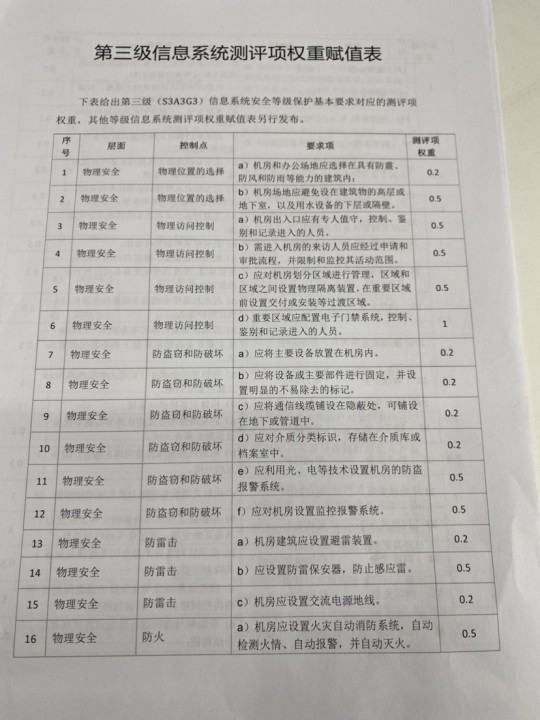 第三级信息系统测评项权重赋值表
下表给出第三级（S3A3G3）信息系统安全等级保护基本要求对应的测评项
权重，其他等级信息系统测评项权重赋值表另行发布。
序号 层面 控制点 要求项 测评项权重
1 物理安全 物理位置的选择 a）机房和办公场地应选择在具有防震、
防风和防雨等能力的建筑内； 0.2
2 物理安全 物理位置的选择 b）机房场地应避免设在建筑物的高层或
地下室，以及用水设备的下层或隔壁。 0.5
3 物理安全 物理访问控制 a）机房出入口应有专人值守，控制、鉴
别和记录进入的人员。 0.5
4 物理安全 物理访问控制 b）需进入机房的来访人员应经过申请和
审批流程，并限制和监控其活动范围。 0.5
5 物理安全 物理访问控制 c）应对机房划分区域进行管理，区域和
区域之间设置物理隔离装置，在重要区域
前设置交付或安装等过渡区域。 0.5
6 物理安全 物理访问控制 d）重要区域应配置电子门禁系统，控制、
鉴别和记录进入的人员。 1
7 物理安全 防盗窃和防破坏 a）应将主要设备放置在机房内。 0.2
8 物理安全 防盗窃和防破坏 b）应将设备或主要部件进行固定，并设
置明显的不易除去的标记。 0.2
9 物理安全 防盗窃和防破坏 c）应将通信线缆铺设在隐蔽处，可铺设
在地下或管道中。 0.2
10 物理安全 防盗窃和防破坏 d）应对介质分类标识，存储在介质库或
档案室中。 0.2
11 物理安全 防盗窃和防破坏 e）应利用光、电等技术设置机房的防盗
报警系统。 0.5
12 物理安全 防盗窃和防破坏 f）应对机房设置监控报警系统。 0.5
13 物理安全 防雷击 a）机房建筑应设置避雷装置。 0.2
14 物理安全 防雷击 b）应设置防雷保安器，防止感应雷。 0.5
15 物理安全 防雷击 c）机房应设置交流电源地线。 0.2
16 物理安全 防火 a）机房应设置火灾自动消防系统，自动
检测火情、自动报警，并自动灭火。 0.5